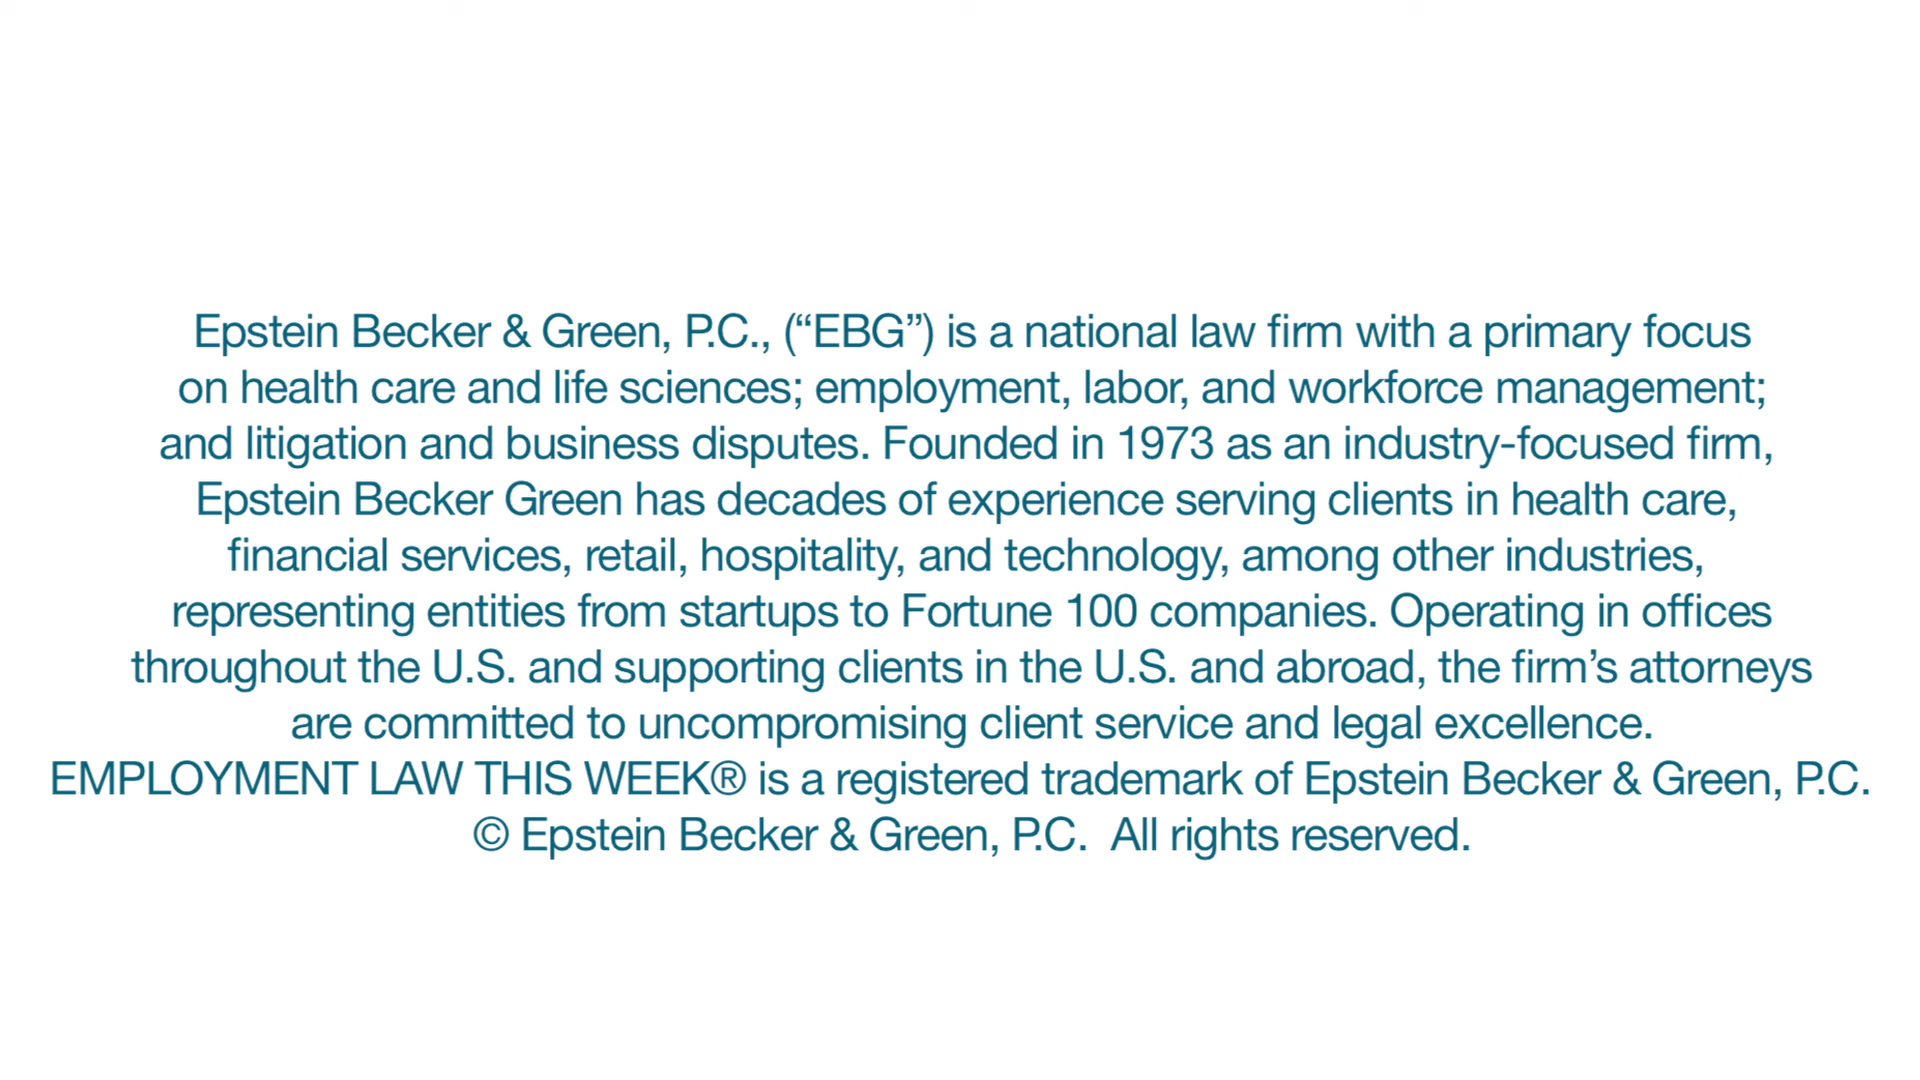 Epstein Becker & Green, P.C., (“EBG”) is a national law firm with a primary focus
on health care and life sciences; employment, labor, and workforce management;
and litigation and business disputes. Founded in 1973 as an industry-focused firm,
Epstein Becker Green has decades of experience serving clients in health care,
financial services, retail, hospitality, and technology, among other industries,
representing entities from startups to Fortune 100 companies. Operating in offices
throughout the U.S. and supporting clients in the U.S. and abroad, the firm’s attorneys
are committed to uncompromising client service and legal excellence.
EMPLOYMENT LAW THIS WEEK® is a registered trademark of Epstein Becker & Green, P.C.
© Epstein Becker & Green, P.C.  All rights reserved.